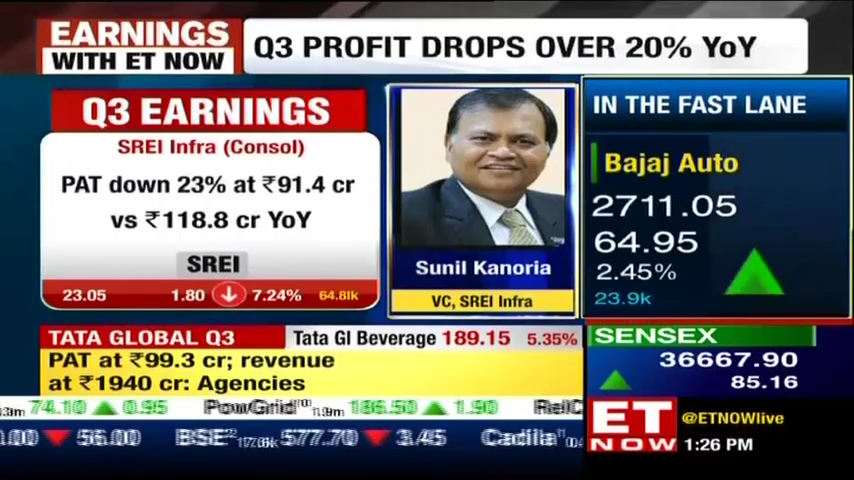 EARNINGS
WITH ET NOW
Q3 PROFIT DROPS OVER 20% YoY
Q3 EARNINGS
SREI Infra (Consol)
PAT down 23% at ₹91.4 cr
vs ₹118.8 cr YoY
SREI
23.05 1.80 7.24% 64.8lk
Sunil Kanoria
VC, SREI Infra
IN THE FAST LANE
Bajaj Auto
2711.05
64.95
2.45%
23.9k
TATA GLOBAL Q3
Tata Gl Beverage 189.15 5.35%
PAT at ₹99.3 cr; revenue
at ₹1940 cr: Agencies
SENSEX
36667.90
85.16
74.10 0.95 PowGrid 186.50 1.90 RelC
0.00 56.00 BSE 577.70 3.45 Cadila
ET
NOW
@ETNOWlive
1:26 PM